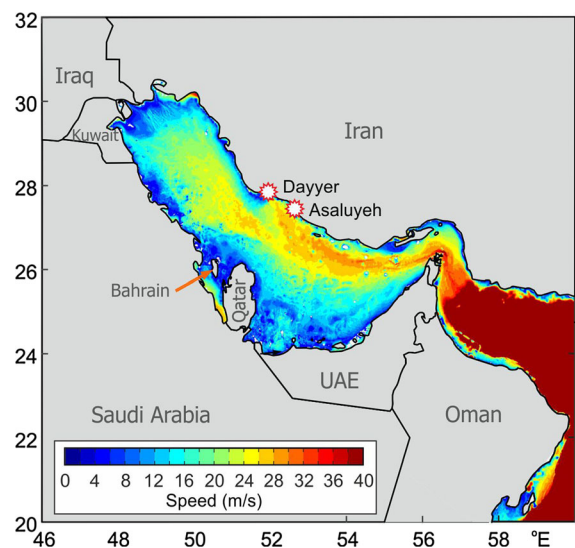 32
30
28
26
24
22
20
Iraq
Kuwait
Iran
Dayyer
Asaluyeh
Bahrain
Qatar
UAE
Saudi Arabia
Oman
0 4 8 12 16 20 24 28 32 36 40
Speed (m/s)
46 48 50 52 54 56 58 °E